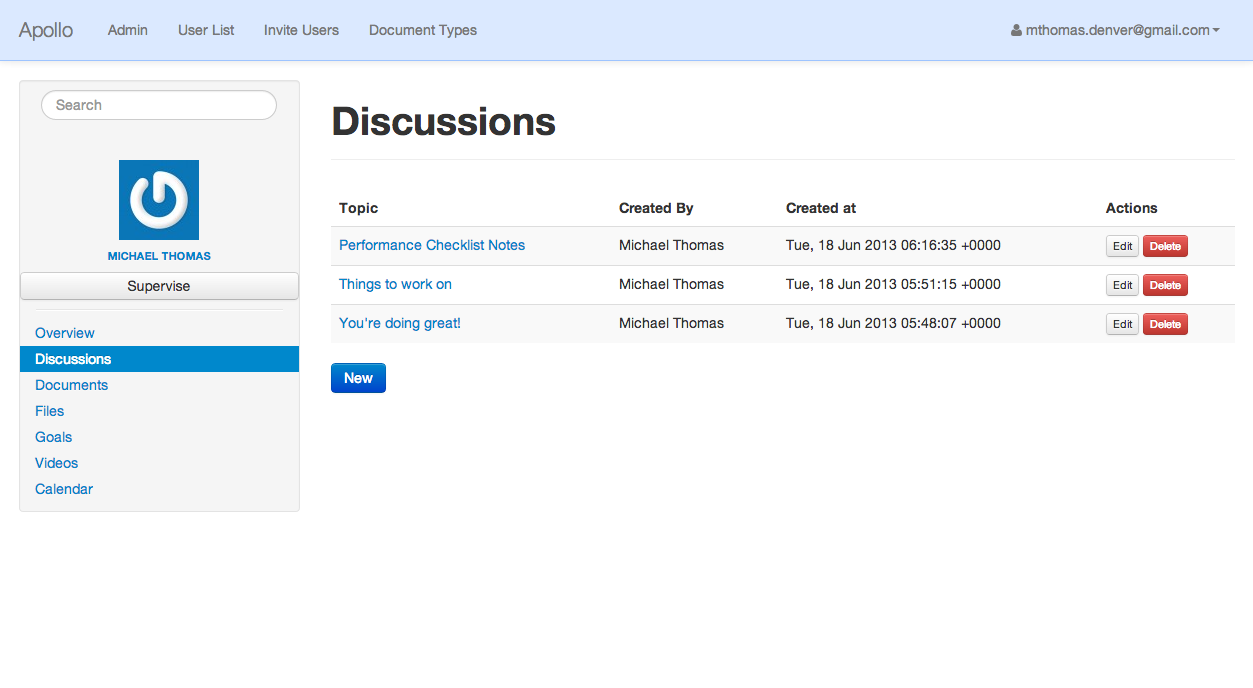 Apollo Admin User List Invite Users Document Types mthomas.denver@gmail.com
Search
MICHAEL THOMAS
Supervise
Overview
Discussions
Documents
Files
Goals
Videos
Calendar
Discussions
Topic Created By Created at Actions
Performance Checklist Notes Michael Thomas Tue, 18 Jun 2013 06:16:35 +0000 Edit Delete
Things to work on Michael Thomas Tue, 18 Jun 2013 05:51:15 +0000 Edit Delete
You're doing great! Michael Thomas Tue, 18 Jun 2013 05:48:07 +0000 Edit Delete
New